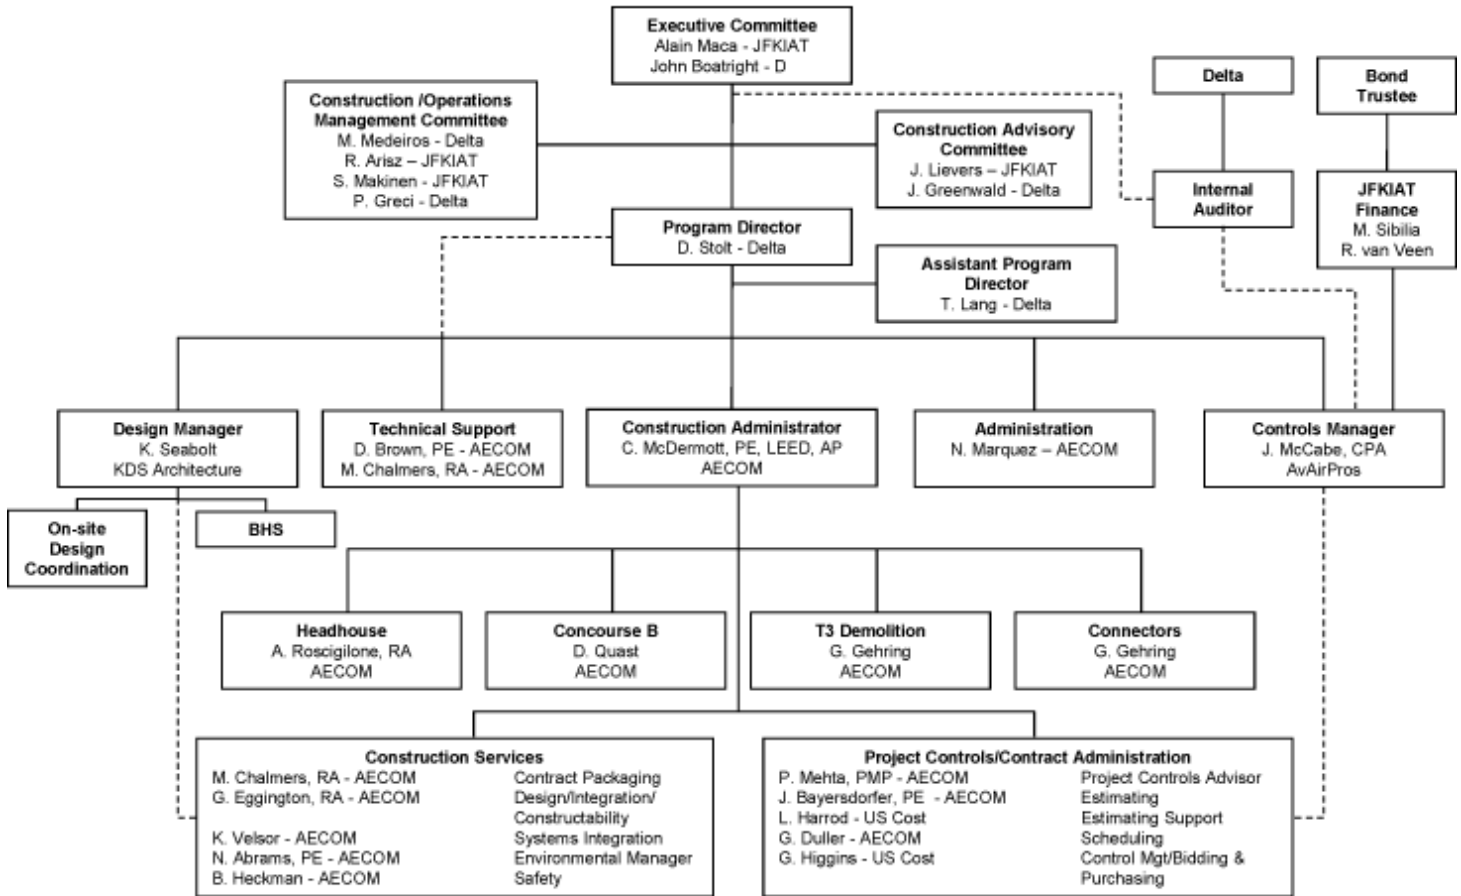 Executive Committee
Alain Maca - JFKIAT
John Boatright - D
Construction /Operations
Management Committee
M. Medeiros - Delta
R. Arisz – JFKIAT
S. Makinen - JFKIAT
P. Greci - Delta
Construction Advisory
Committee
J. Lievers – JFKIAT
J. Greenwald - Delta
Delta
Bond
Trustee
Internal
Auditor
JFKIAT
Finance
M. Sibilia
R. van Veen
Program Director
D. Stolt - Delta
Assistant Program
Director
T. Lang - Delta
Design Manager
K. Seabolt
KDS Architecture
Technical Support
D. Brown, PE - AECOM
M. Chalmers, RA - AECOM
Construction Administrator
C. McDermott, PE, LEED, AP
AECOM
Administration
N. Marquez – AECOM
Controls Manager
J. McCabe, CPA
AvAirPros
On-site
Design
Coordination
BHS
Headhouse
A. Roscigilone, RA
AECOM
Concourse B
D. Quast
AECOM
T3 Demolition
G. Gehring
AECOM
Connectors
G. Gehring
AECOM
Construction Services
M. Chalmers, RA - AECOM Contract Packaging
G. Eggington, RA - AECOM Design/Integration/
Constructability
K. Velsor - AECOM Systems Integration
N. Abrams, PE - AECOM Environmental Manager
B. Heckman - AECOM Safety
Project Controls/Contract Administration
P. Mehta, PMP - AECOM Project Controls Advisor
J. Bayersdorfer, PE - AECOM Estimating
L. Harrod - US Cost Estimating Support
G. Duller - AECOM Scheduling
G. Higgins - US Cost Control Mgt/Bidding &
Purchasing